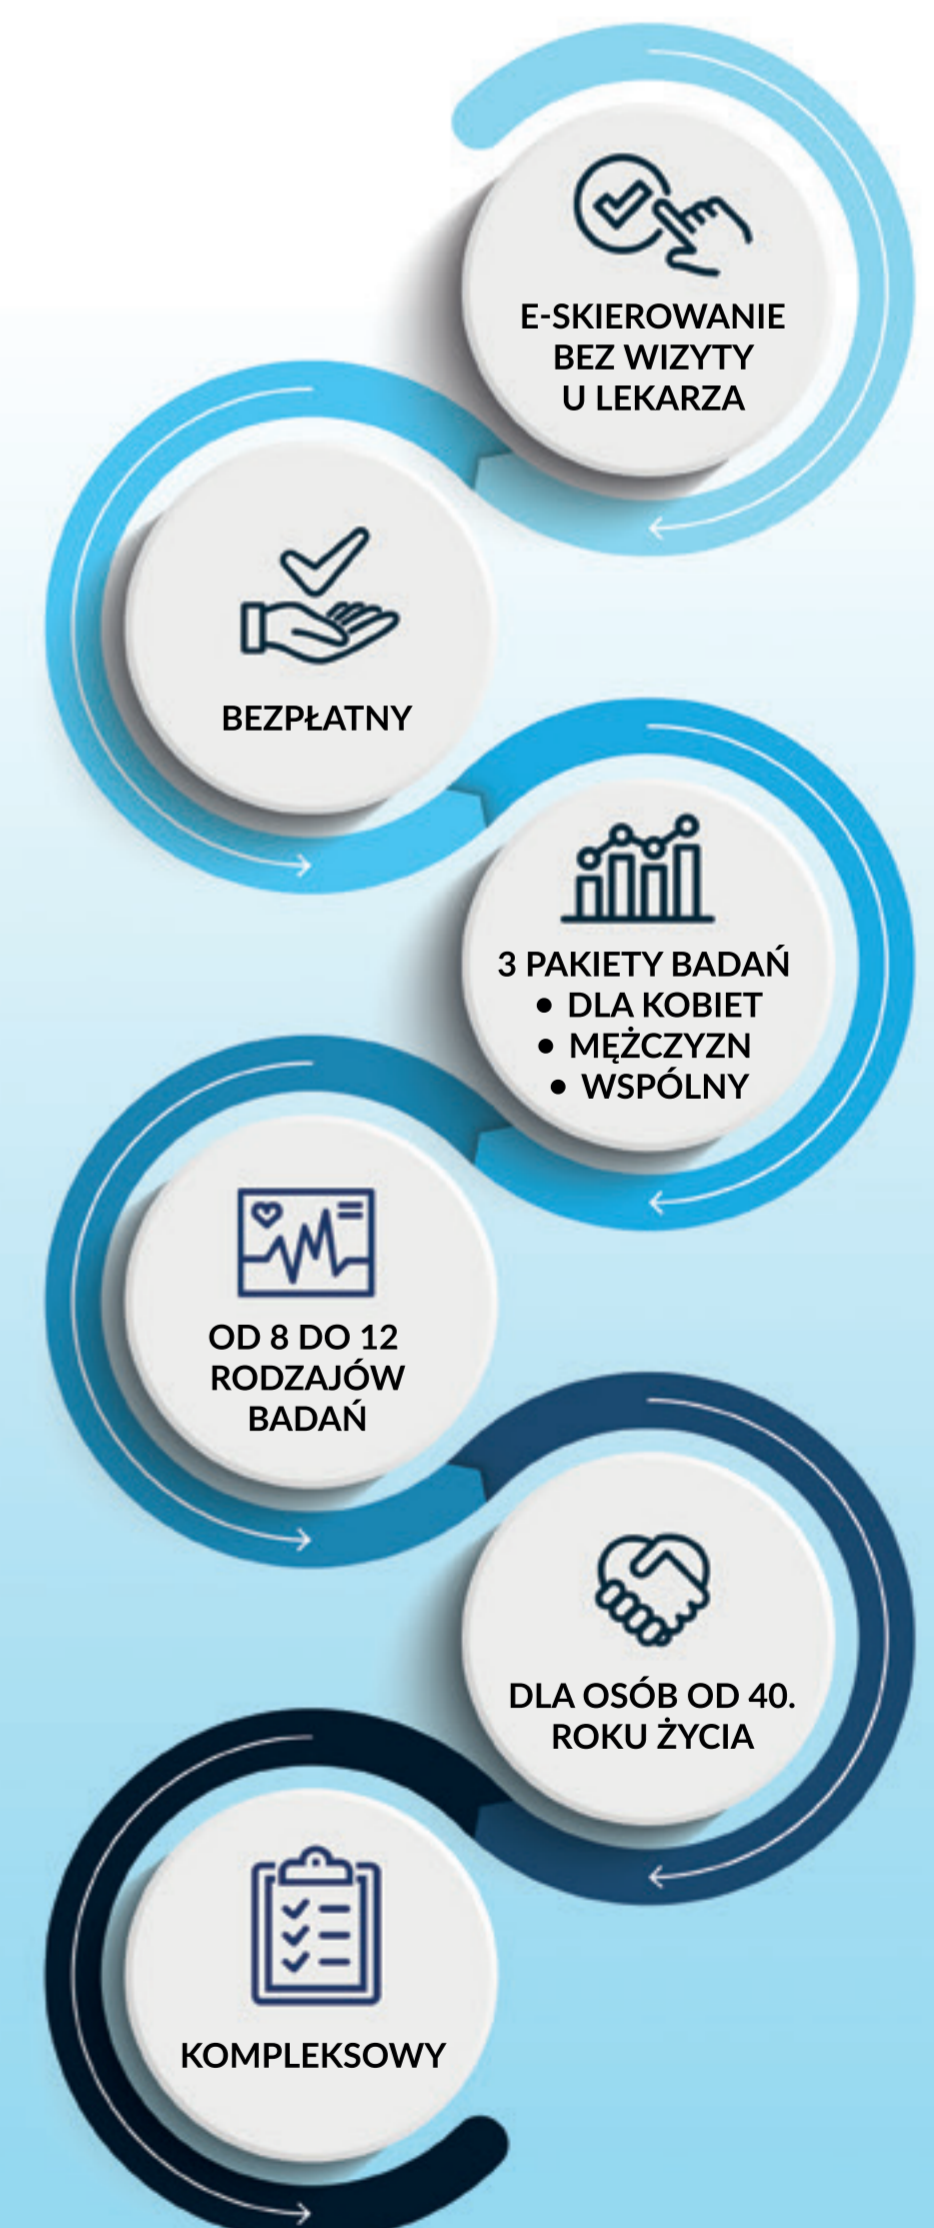 E-SKIEROWANIE
BEZ WIZYTY
U LEKARZA
BEZPŁATNY
3 PAKIETY BADAŃ
• DLA KOBIET
• MĘŻCZYZN
• WSPÓLNY
OD 8 DO 12
RODZAJÓW
BADAŃ
DLA OSÓB OD 40.
ROKU ŻYCIA
KOMPLEKSOWY